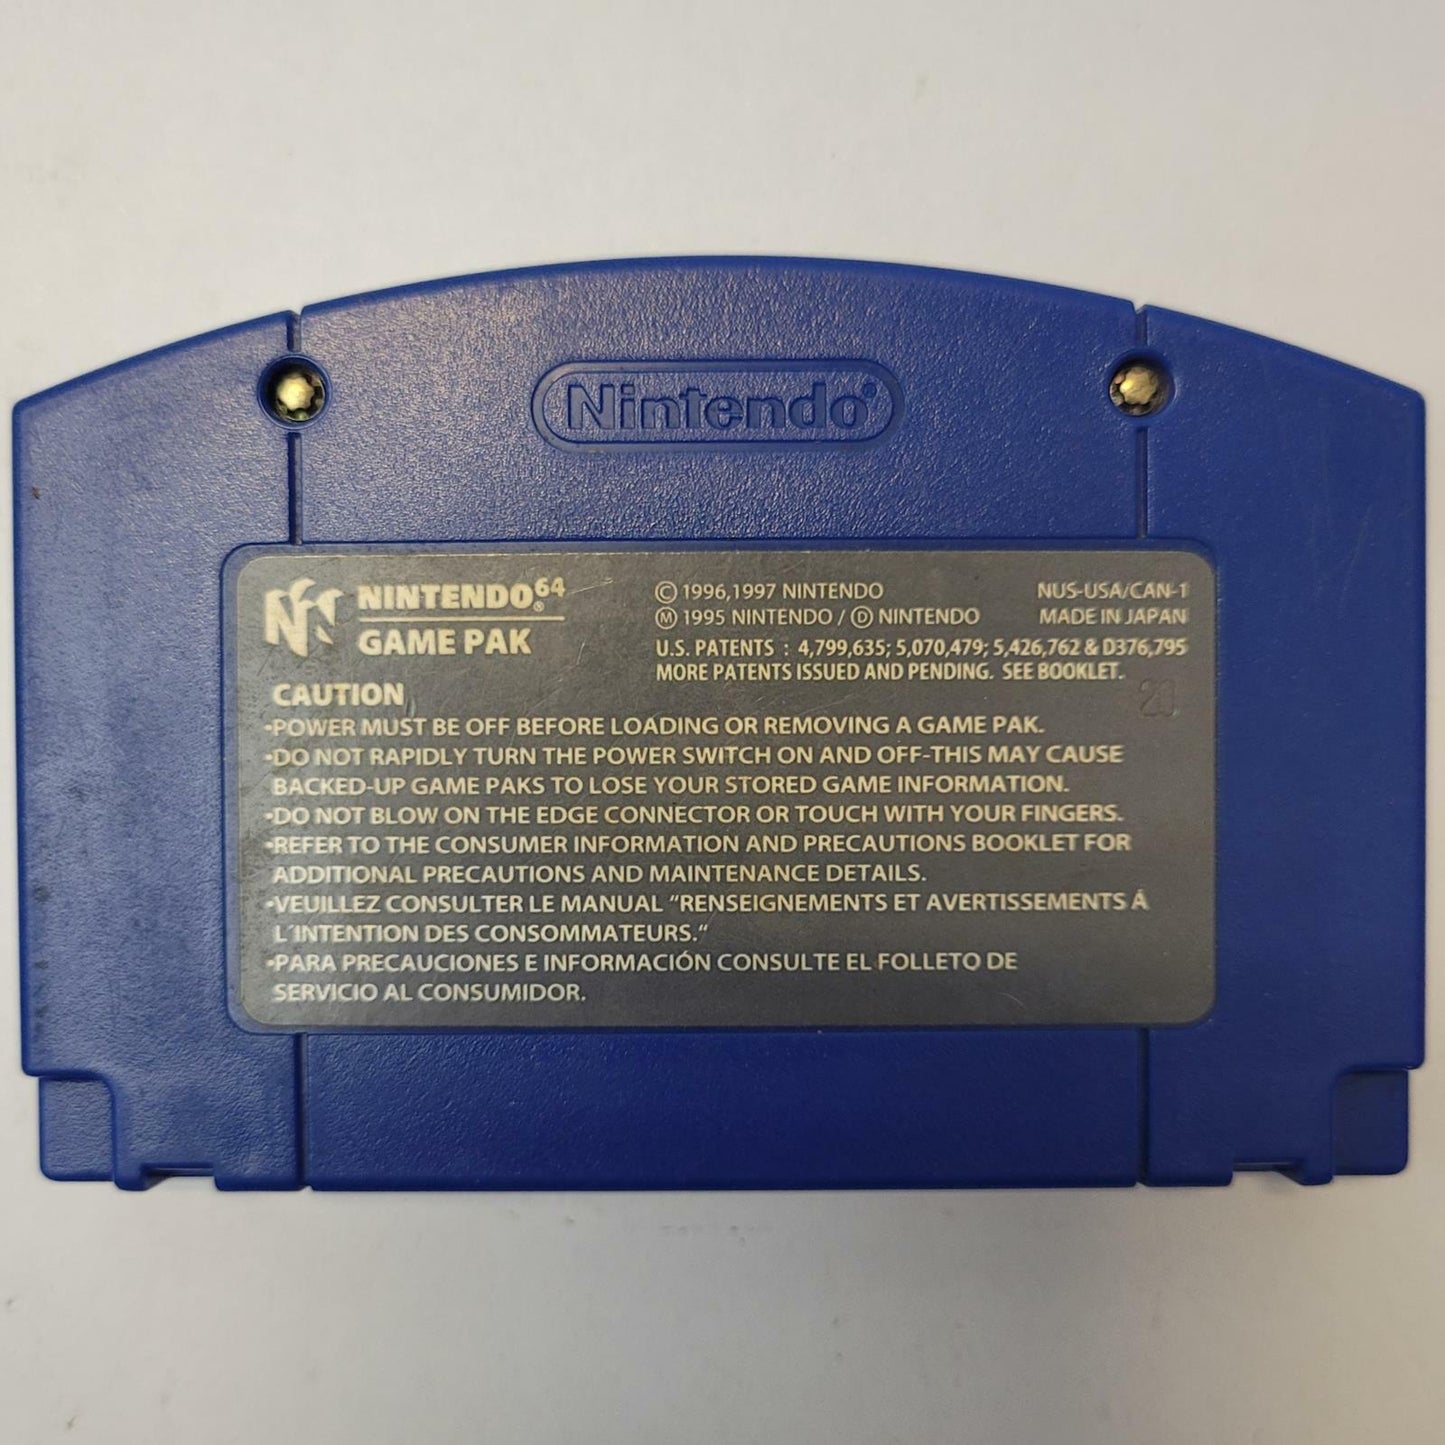 Nintendo®
NINTENDO®64
GAME PAK
© 1996,1997 NINTENDO
Ⓜ 1995 NINTENDO / Ⓓ NINTENDO
NUS-USA/CAN-1
MADE IN JAPAN
U.S. PATENTS : 4,799,635; 5,070,479; 5,426,762 & D376,795
MORE PATENTS ISSUED AND PENDING. SEE BOOKLET.
20
CAUTION
•POWER MUST BE OFF BEFORE LOADING OR REMOVING A GAME PAK.
•DO NOT RAPIDLY TURN THE POWER SWITCH ON AND OFF-THIS MAY CAUSE
BACKED-UP GAME PAKS TO LOSE YOUR STORED GAME INFORMATION.
•DO NOT BLOW ON THE EDGE CONNECTOR OR TOUCH WITH YOUR FINGERS.
•REFER TO THE CONSUMER INFORMATION AND PRECAUTIONS BOOKLET FOR
ADDITIONAL PRECAUTIONS AND MAINTENANCE DETAILS.
•VEUILLEZ CONSULTER LE MANUAL "RENSEIGNEMENTS ET AVERTISSEMENTS Á
L´INTENTION DES CONSOMMATEURS."
•PARA PRECAUCIONES E INFORMACIÓN CONSULTE EL FOLLETO DE
SERVICIO AL CONSUMIDOR.